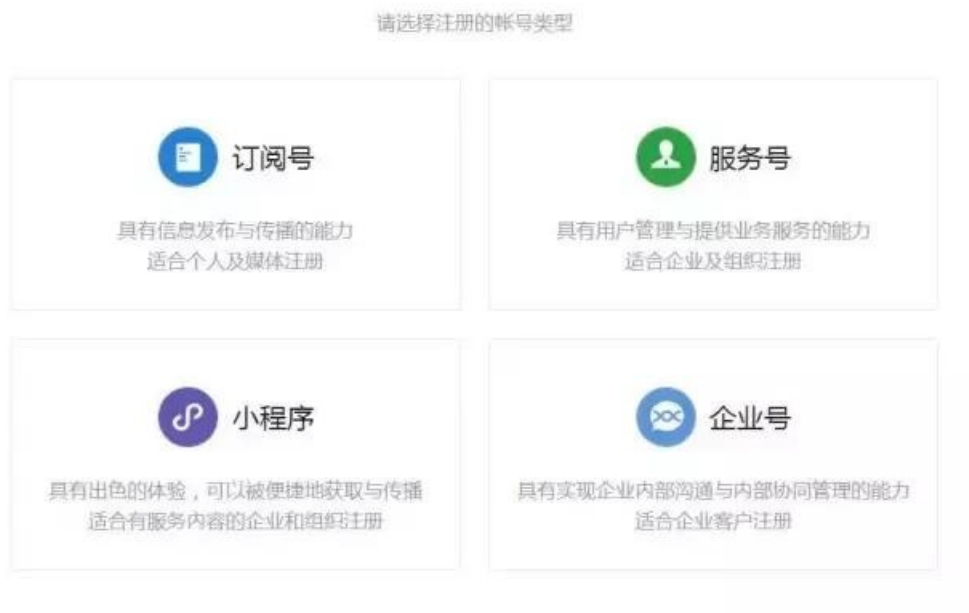 请选择注册的帐号类型
订阅号
具有信息发布与传播的能力
适合个人及媒体注册
服务号
具有用户管理与提供业务服务的能力
适合企业及组织注册
小程序
具有出色的体验，可以被便捷地获取与传播
适合有服务内容的企业和组织注册
企业号
具有实现企业内部沟通与内部协同管理的能力
适合企业客户注册